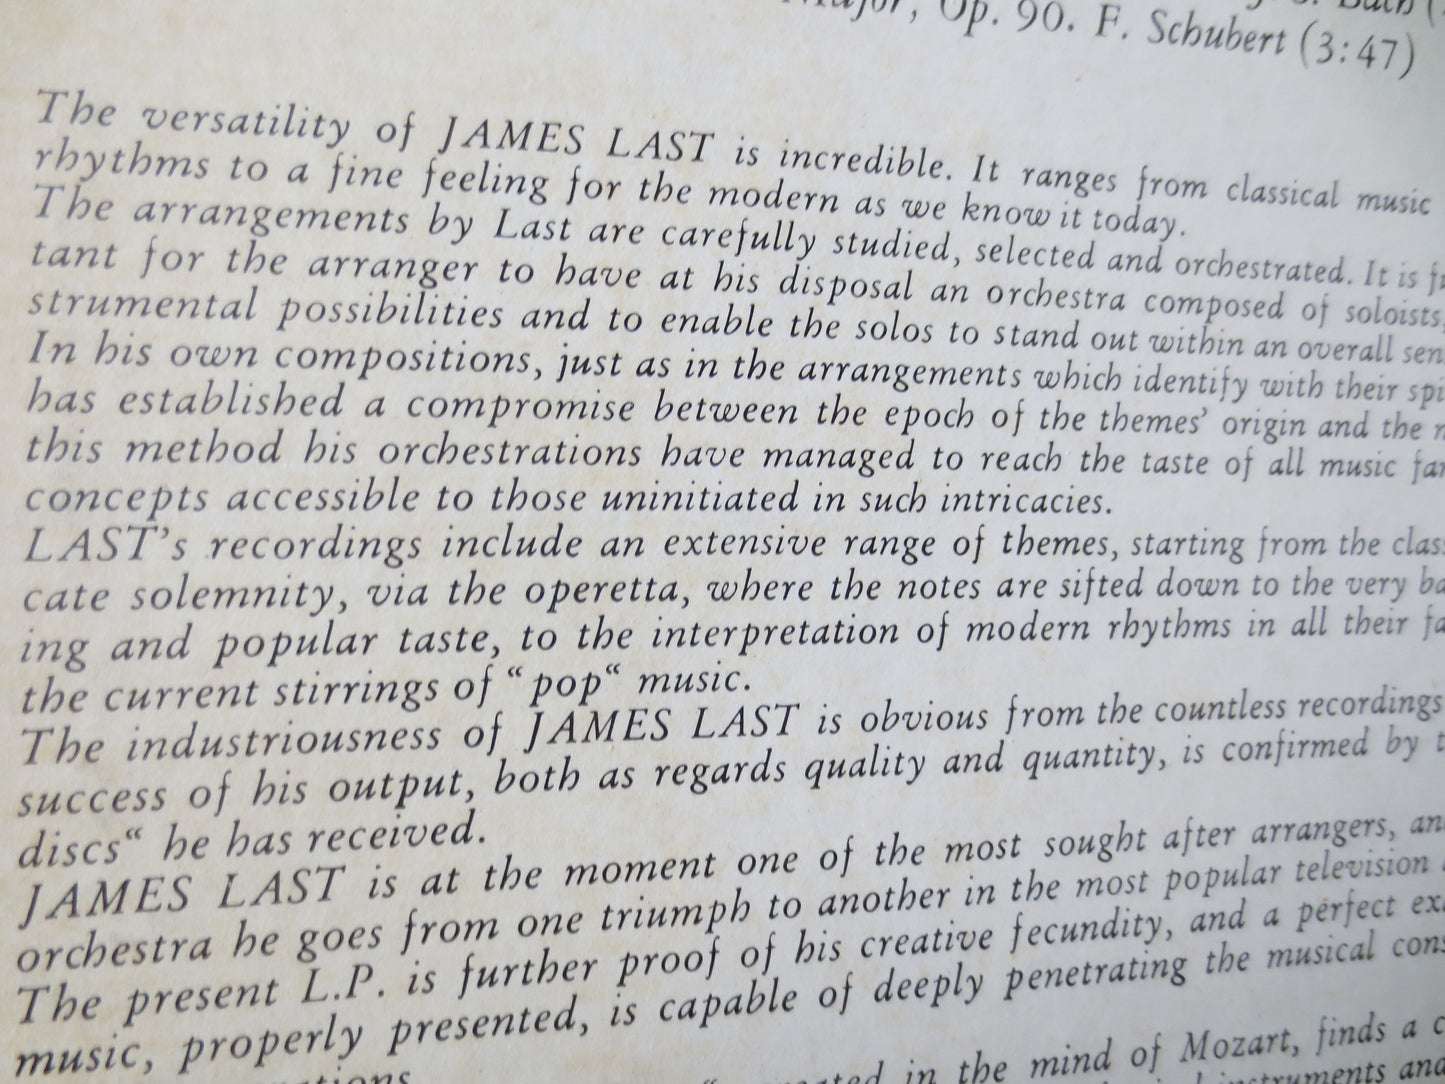 Bach
Major, Op. 90. F. Schubert (3:47)
The versatility of JAMES LAST is incredible. It ranges from classical music
rhythms to a fine feeling for the modern as we know it today.
The arrangements by Last are carefully studied, selected and orchestrated. It is
tant for the arranger to have at his disposal an orchestra composed of soloists,
strumental possibilities and to enable the solos to stand out within an overall sen
In his own compositions, just as in the arrangements which identify with their spi
has established a compromise between the epoch of the themes' origin and the
this method his orchestrations have managed to reach the taste of all music fa
concepts accessible to those uninitiated in such intricacies.
LAST's recordings include an extensive range of themes, starting from the class
cate solemnity, via the operetta, where the notes are sifted down to the very ba
ing and popular taste, to the interpretation of modern rhythms in all their fa
the current stirrings of “pop“ music.
The industriousness of JAMES LAST is obvious from the countless recordings
success of his output, both as regards quality and quantity, is confirmed by t
discs“ he has received.
JAMES LAST is at the moment one of the most sought after arrangers, an
orchestra he goes from one triumph to another in the most popular television
The present L.P. is further proof of his creative fecundity, and a perfect ex
music, properly presented, is capable of deeply penetrating the musical cons
in the mind of Mozart, finds a c
instruments and